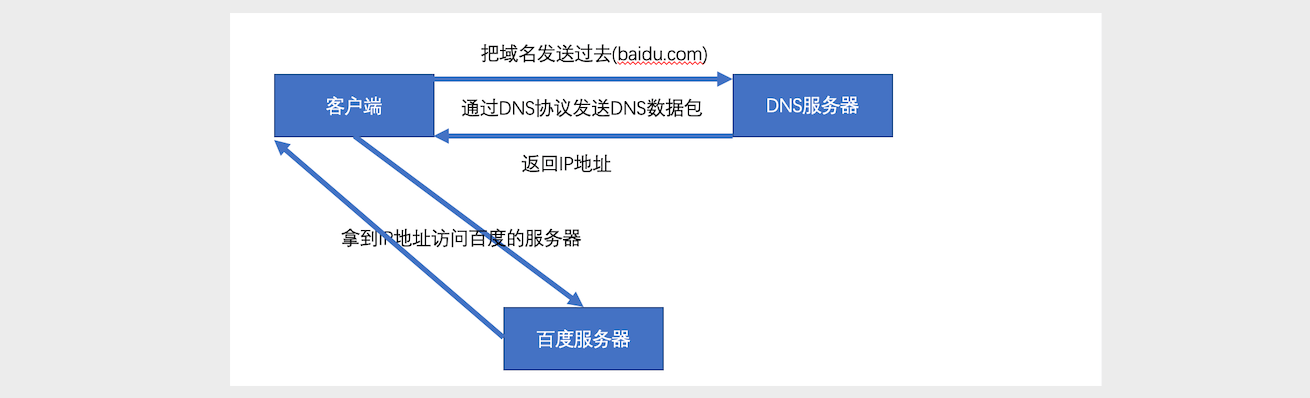 把域名发送过去(baidu.com)
客户端
通过DNS协议发送DNS数据包
DNS服务器
返回IP地址
拿到IP地址访问百度的服务器
百度服务器